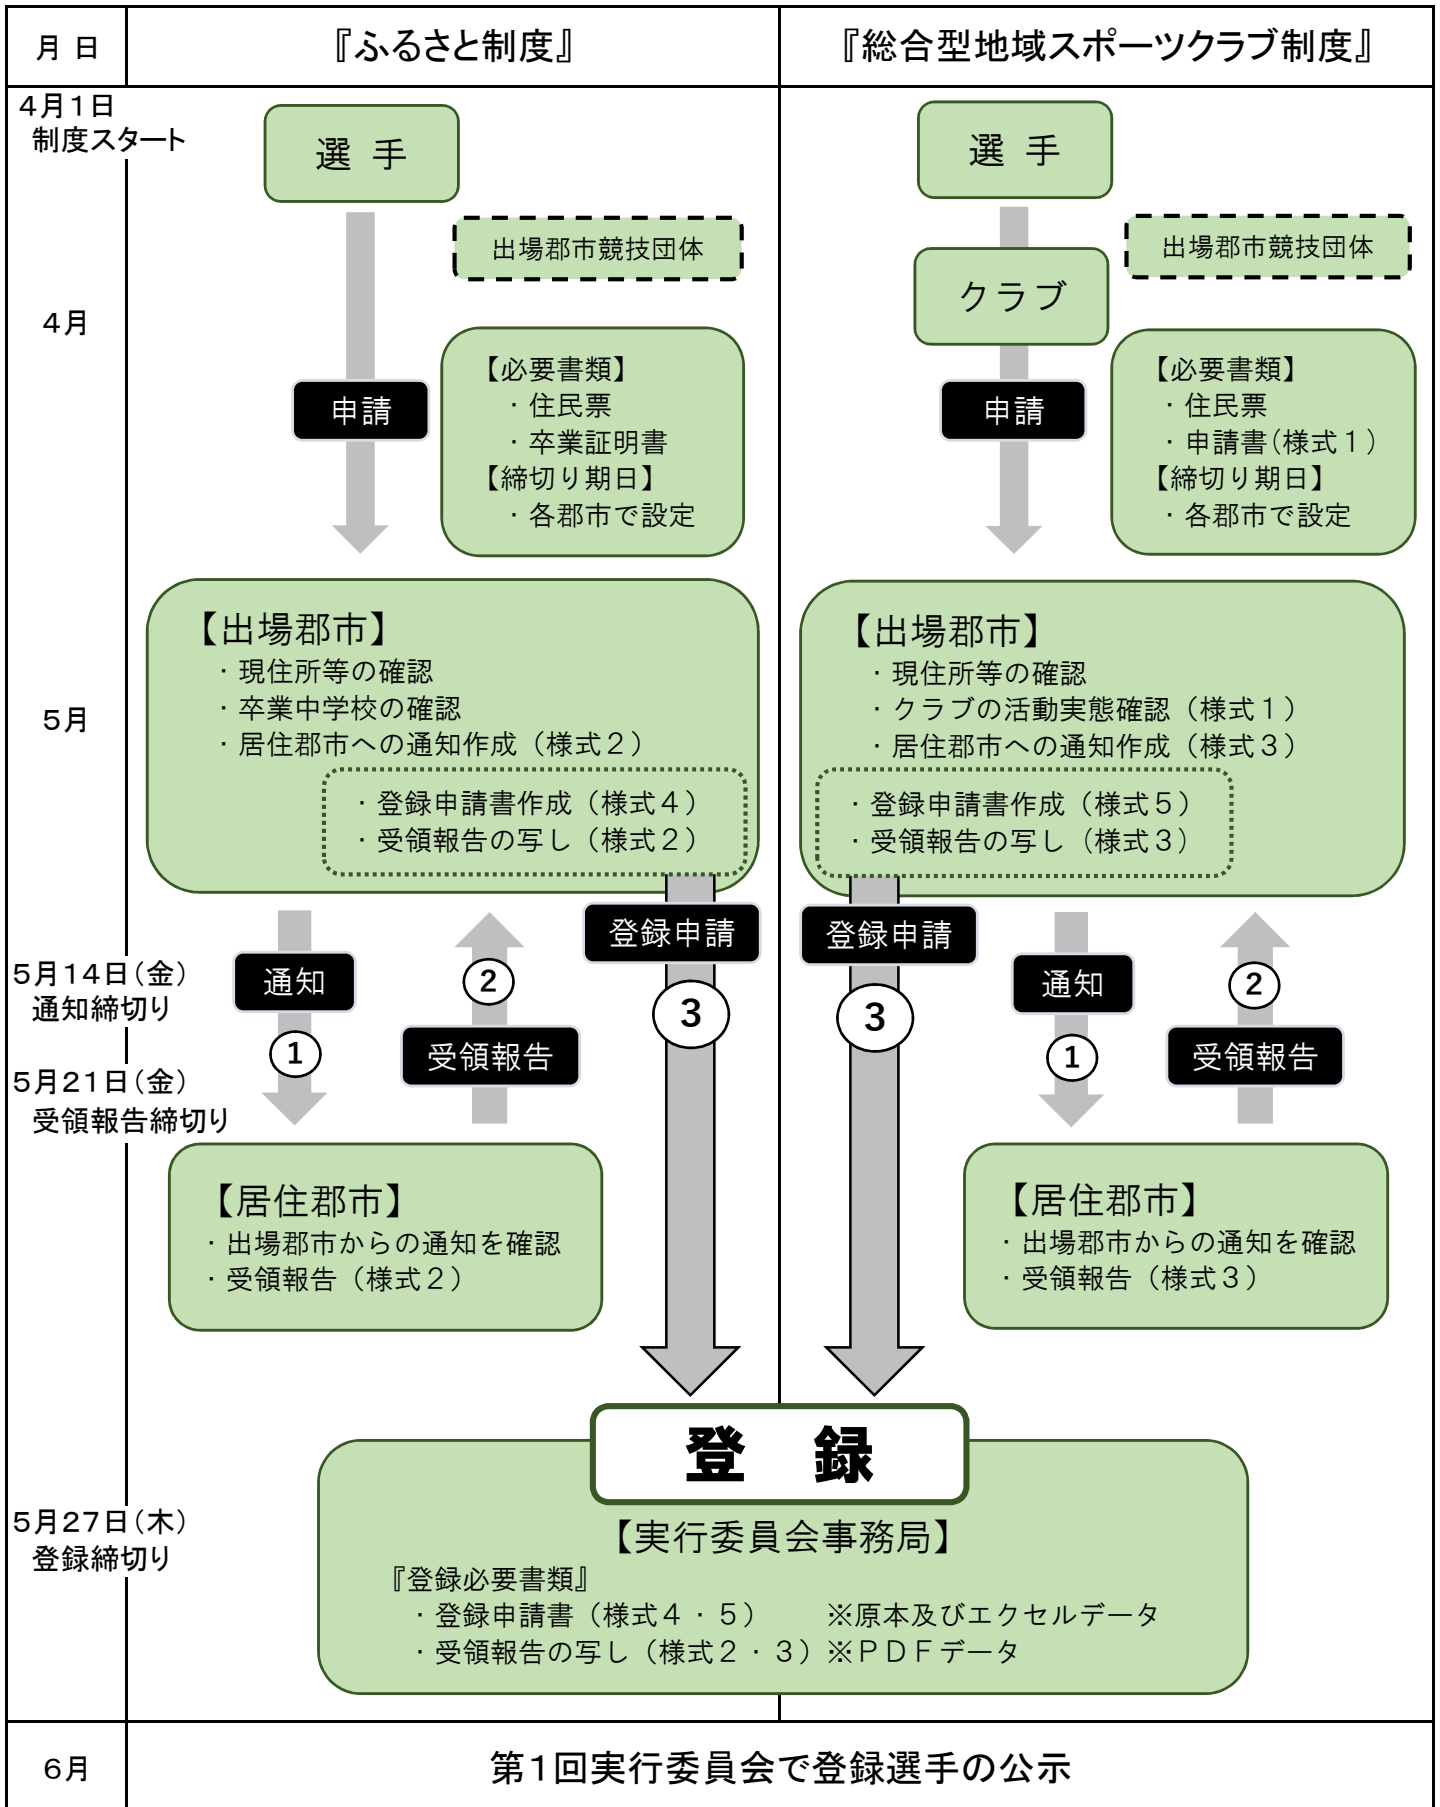 月 日
『ふるさと制度』
『総合型地域スポーツクラブ制度』
4月1日
制度スタート
選 手
出場郡市競技団体
4月
申請
【必要書類】
・住民票
・卒業証明書
【締切り期日】
・各郡市で設定
選 手
出場郡市競技団体
クラブ
申請
【必要書類】
・住民票
・申請書(様式1)
【締切り期日】
・各郡市で設定
5月
【出場郡市】
・現住所等の確認
・卒業中学校の確認
・居住郡市への通知作成（様式2）
・登録申請書作成（様式4）
・受領報告の写し（様式2）
【出場郡市】
・現住所等の確認
・クラブの活動実態確認（様式1）
・居住郡市への通知作成（様式3）
・登録申請書作成（様式5）
・受領報告の写し（様式3）
5月14日(金)
通知締切り
通知
①
②
受領報告
登録申請
③
登録申請
③
通知
①
②
受領報告
5月21日(金)
受領報告締切り
【居住郡市】
・出場郡市からの通知を確認
・受領報告（様式2）
【居住郡市】
・出場郡市からの通知を確認
・受領報告（様式3）
登 録
5月27日(木)
登録締切り
【実行委員会事務局】
『登録必要書類』
・登録申請書（様式4・5） ※原本及びエクセルデータ
・受領報告の写し（様式2・3）※PDFデータ
6月
第1回実行委員会で登録選手の公示